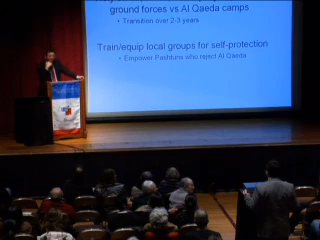 ground forces vs Al Qaeda camps
• Transition over 2-3 years
Train/equip local groups for self-protection
• Empower Pashtuns who reject Al Qaeda